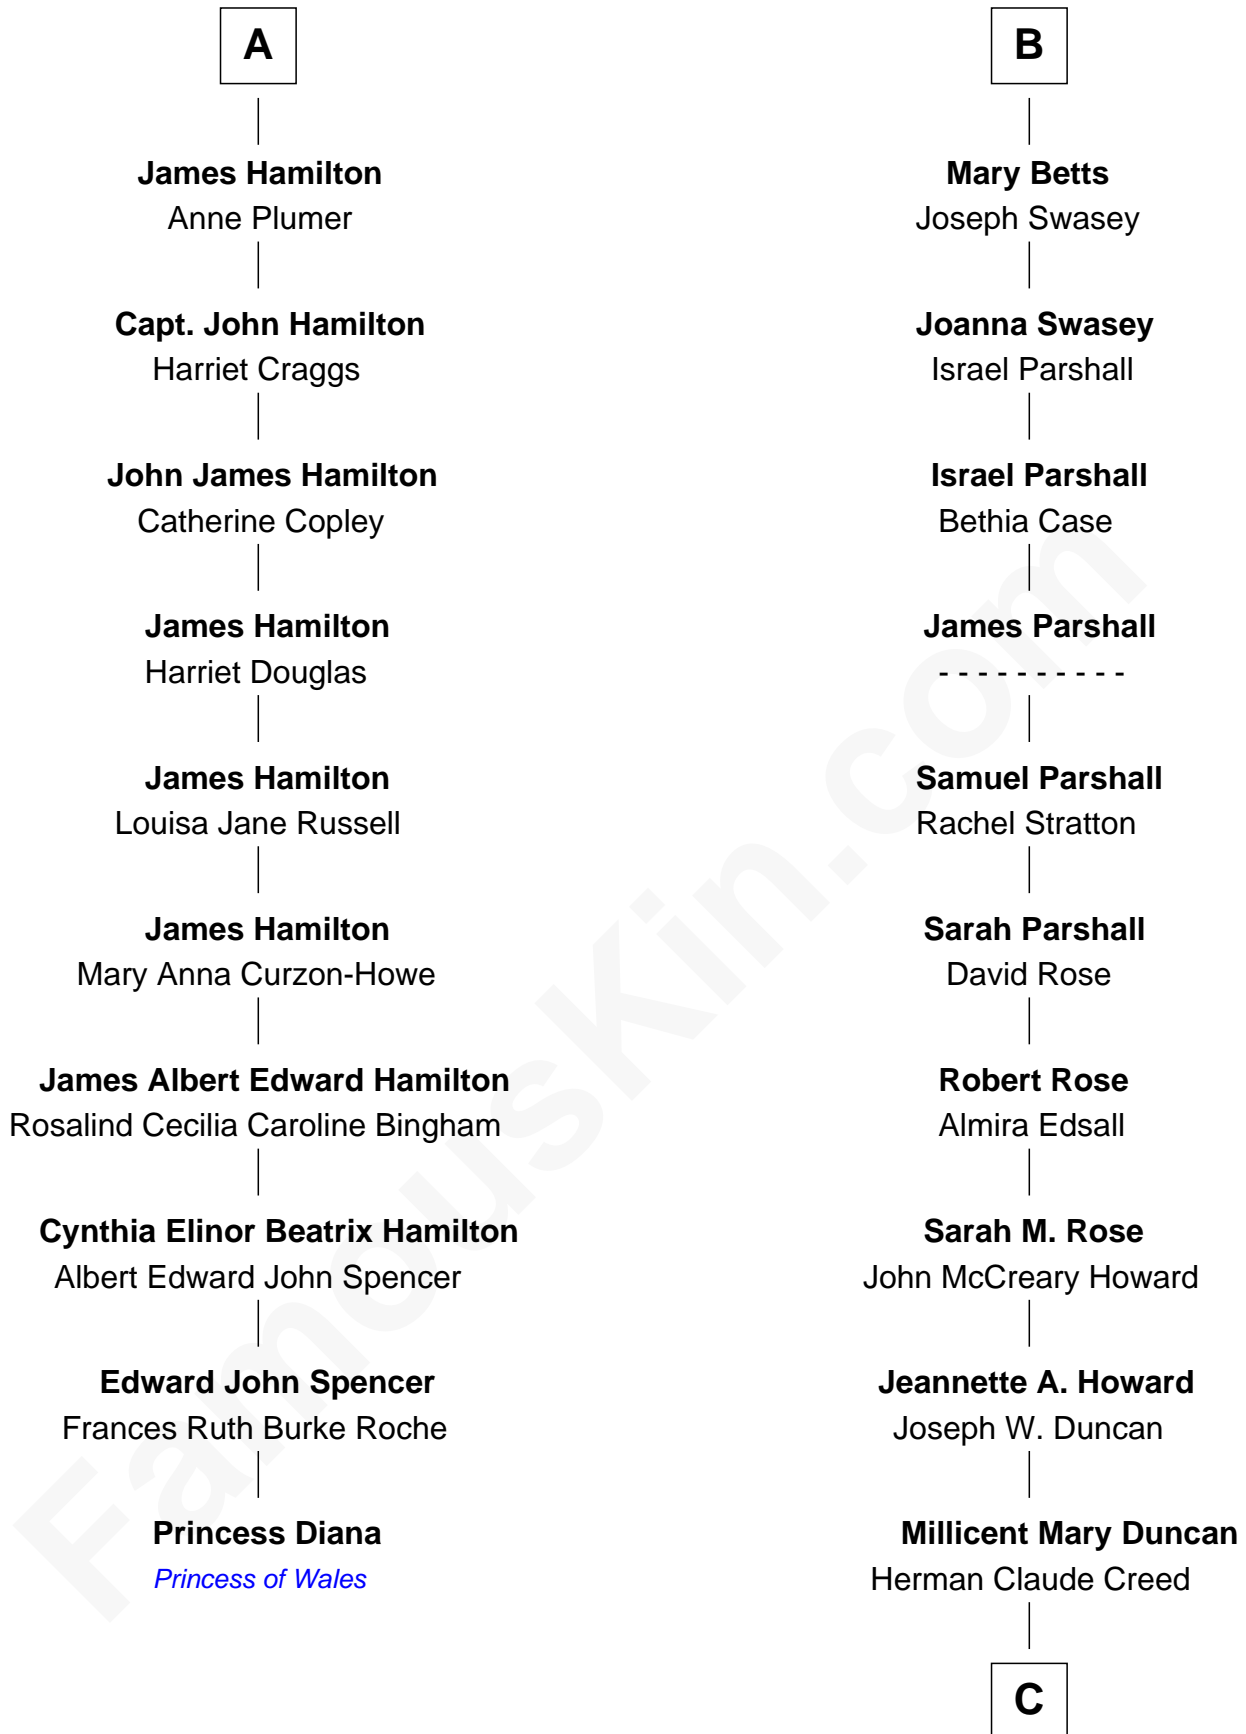 A
James Hamilton
Anne Plumer
Capt. John Hamilton
Harriet Craggs
John James Hamilton
Catherine Copley
James Hamilton
Harriet Douglas
James Hamilton
Louisa Jane Russell
James Hamilton
Mary Anna Curzon-Howe
James Albert Edward Hamilton
Rosalind Cecilia Caroline Bingham
Cynthia Elinor Beatrix Hamilton
Albert Edward John Spencer
Edward John Spencer
Frances Ruth Burke Roche
Princess Diana
Princess of Wales
B
Mary Betts
Joseph Swasey
Joanna Swasey
Israel Parshall
Israel Parshall
Bethia Case
James Parshall
- - - - - - - - - -
Samuel Parshall
Rachel Stratton
Sarah Parshall
David Rose
Robert Rose
Almira Edsall
Sarah M. Rose
John McCreary Howard
Jeannette A. Howard
Joseph W. Duncan
Millicent Mary Duncan
Herman Claude Creed
C
FamousKin.com